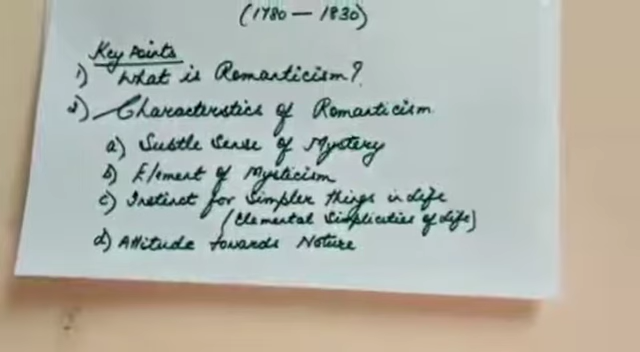 (1780 — 1830)
Key Points
1) What is Romanticism?
2) Characteristics of Romanticism
a) Subtle Sense of Mystery
b) Element of Mysticism
c) Instinct for Simpler things in Life
(Elemental Simplicities of Life)
d) Attitude towards Nature